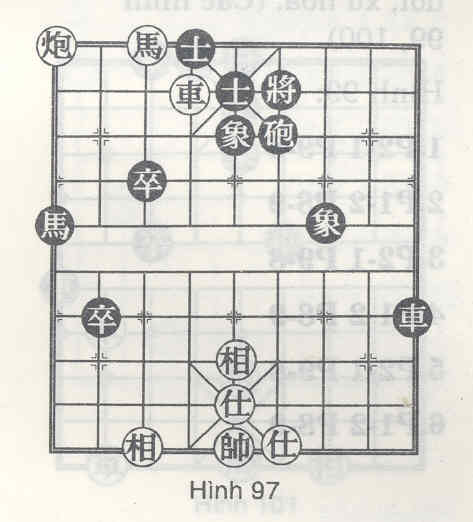 炮 馬 士
車 士 將
象 砲
卒
馬 象
卒 車
相
仕
相 帥 仕
Hình 97